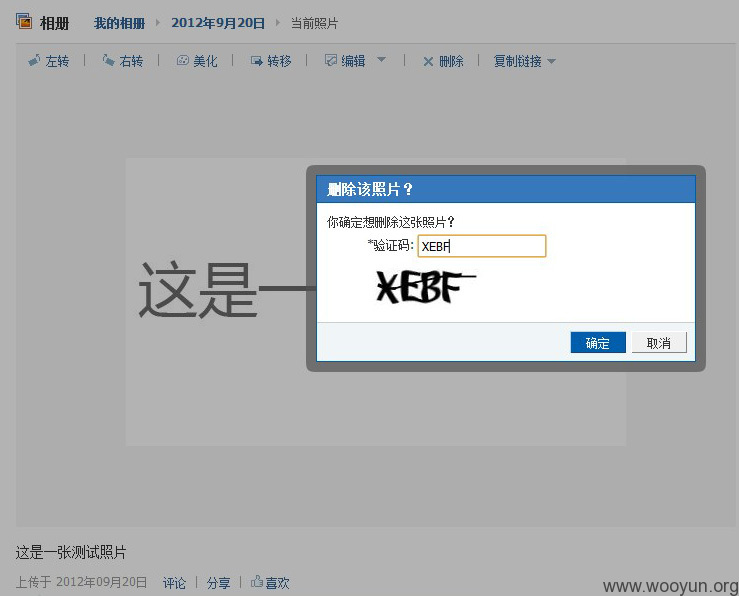 相册 我的相册 2012年9月20日 当前照片
左转 右转 美化 转移 编辑 删除 复制链接
删除该照片?
你确定想删除这张照片?
*验证码: XEBF
XEBF
这是一
确定 取消
这是一张测试照片
上传于 2012年09月20日 评论 分享 喜欢
www.wooyun.org